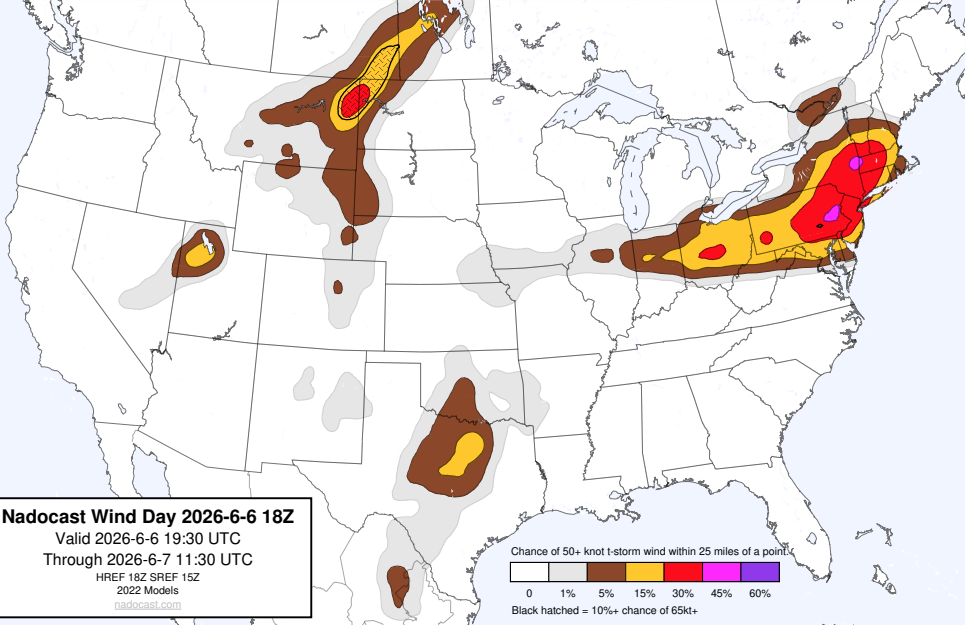 Nadocast Wind Day 2026-6-6 18Z
Valid 2026-6-6 19:30 UTC
Through 2026-6-7 11:30 UTC
HREF 18Z SREF 15Z
2022 Models
nadocast.com
Chance of 50+ knot t-storm wind within 25 miles of a point.
0 1% 5% 15% 30% 45% 60%
Black hatched = 10%+ chance of 65kt+